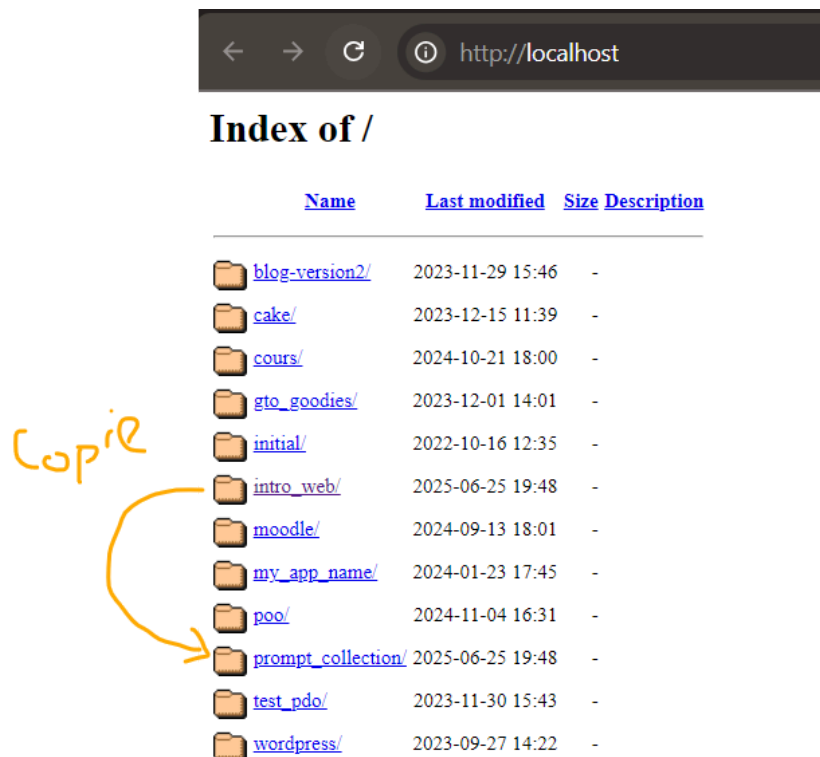 http://localhost
Index of /
Name Last modified Size Description
blog-version2/ 2023-11-29 15:46 -
cake/ 2023-12-15 11:39 -
cours/ 2024-10-21 18:00 -
gto_goodies/ 2023-12-01 14:01 -
initial/ 2022-10-16 12:35 -
Copie
intro_web/ 2025-06-25 19:48 -
moodle/ 2024-09-13 18:01 -
my_app_name/ 2024-01-23 17:45 -
poo/ 2024-11-04 16:31 -
prompt_collection/ 2025-06-25 19:48 -
test_pdo/ 2023-11-30 15:43 -
wordpress/ 2023-09-27 14:22 -